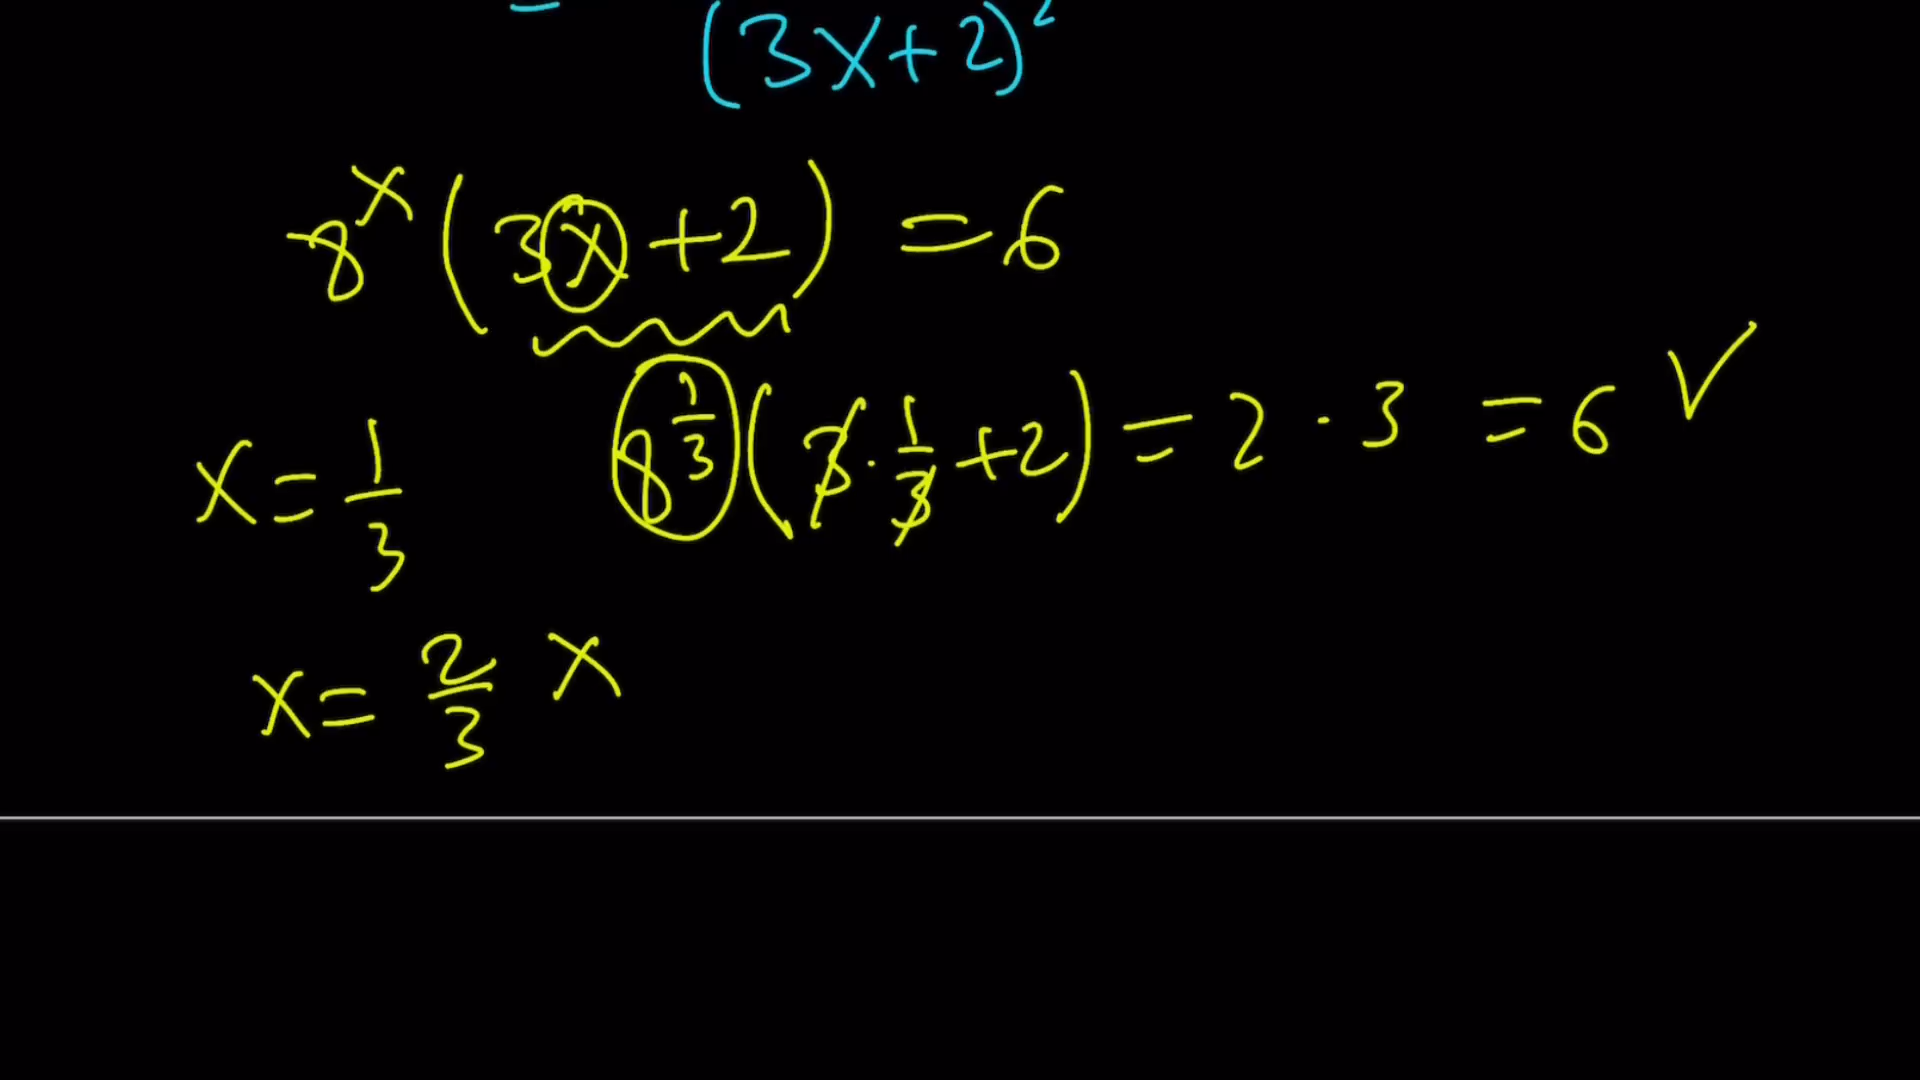 = (3x+2)²
8^x (3x+2) = 6
x = 1/3   8^(1/3) (3 · 1/3 + 2) = 2 · 3 = 6 ✓
x = 2/3 x